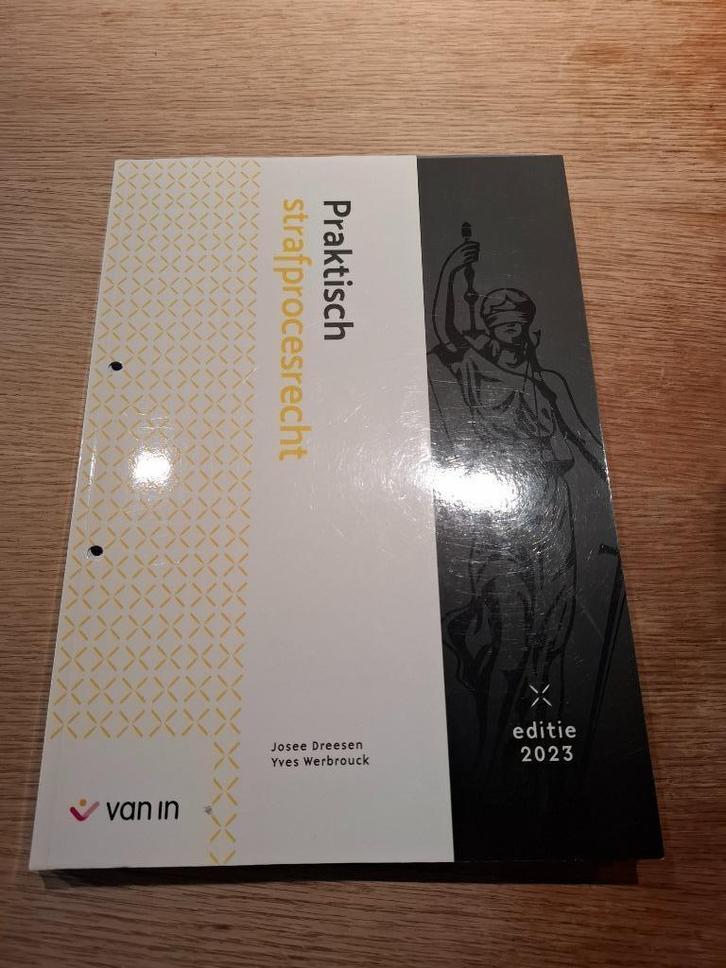 Praktisch
strafprocesrecht
Josee Dreesen
Yves Werbrouck
van in
editie
2023